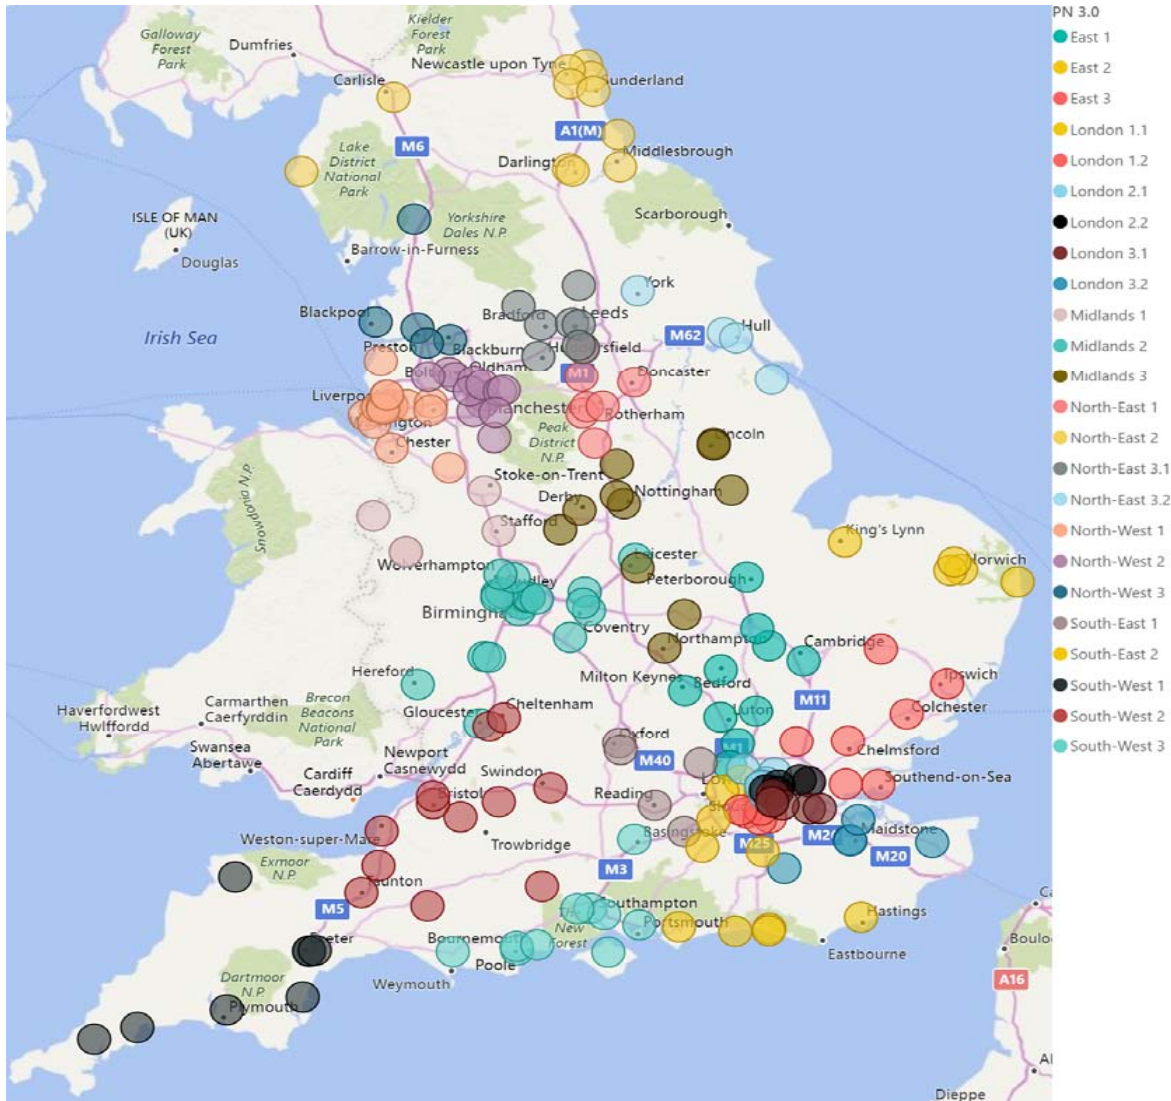 PN 3.0
East 1
East 2
East 3
London 1.1
London 1.2
London 2.1
London 2.2
London 3.1
London 3.2
Midlands 1
Midlands 2
Midlands 3
North-East 1
North-East 2
North-East 3.1
North-East 3.2
North-West 1
North-West 2
North-West 3
South-East 1
South-East 2
South-West 1
South-West 2
South-West 3
Galloway
Forest
Park
Dumfries
Kielder
Forest
Park
Newcastle upon Tyne
Carlisle
Sunderland
A1(M)
M6
Lake
District
National
Park
Darlington
Middlesbrough
Scarborough
ISLE OF MAN
(UK)
Douglas
Yorkshire
Dales N.P.
Barrow-in-Furness
York
Blackpool
Bradford
Leeds
Irish Sea
M62
Hull
Preston
Blackburn
M1
Doncaster
Manchester
Rotherham
Peak
District
N.P.
Chester
Lincoln
Snowdonia N.P.
Stoke-on-Trent
Derby
Nottingham
Stafford
King's Lynn
Norwich
Wolverhampton
Leicester
Peterborough
Birmingham
Coventry
Northampton
Cambridge
Hereford
Milton Keynes
Bedford
Ipswich
Haverfordwest
Hwlffordd
Carmarthen
Caerfyrddin
Brecon
Beacons
National
Park
Gloucester
Cheltenham
Luton
M11
Colchester
Oxford
M40
M1
Chelmsford
Swansea
Abertawe
Newport
Casnewydd
Cardiff
Caerdydd
Swindon
Bristol
Reading
Southend-on-Sea
Weston-super-Mare
Trowbridge
Basingstoke
M25
Maidstone
M20
M3
Exmoor
N.P.
Taunton
M5
Southampton
The
New
Forest
Portsmouth
Hastings
Exeter
Bournemouth
Poole
Eastbourne
Weymouth
Dartmoor
N.P.
Plymouth
A16
Dieppe